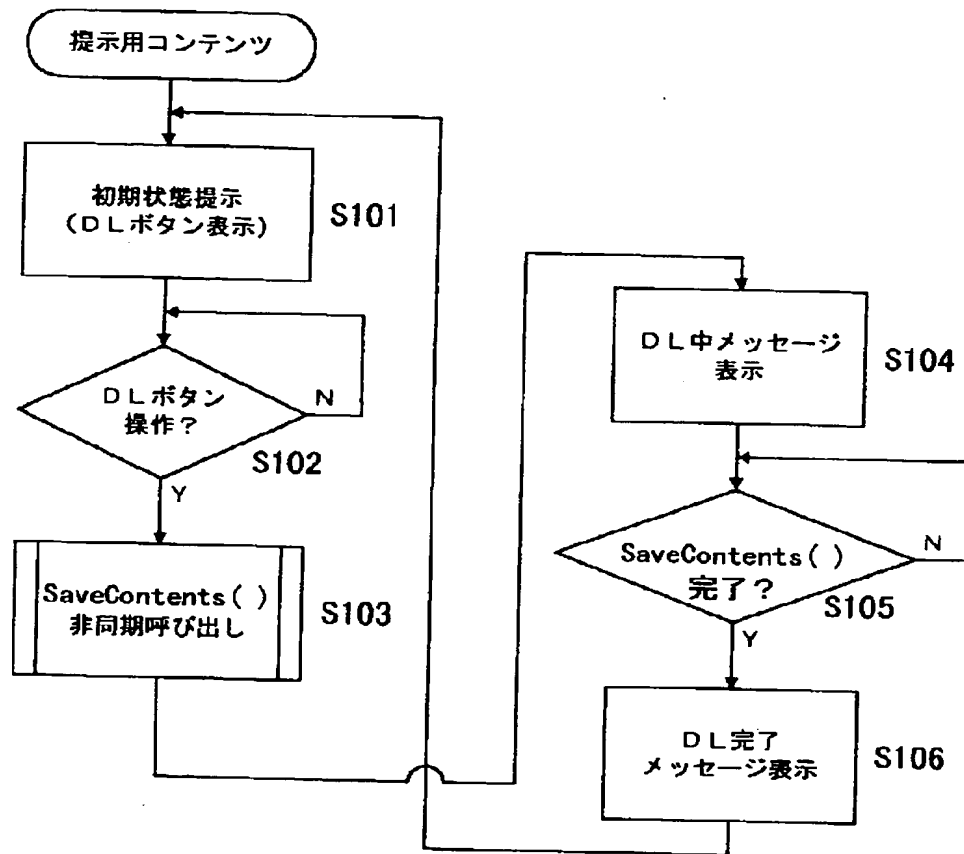 提示用コンテンツ
初期状態提示
(DLボタン表示)
S101
DLボタン
操作?
N
S102
Y
SaveContents( )
非同期呼び出し
S103
DL中メッセージ
表示
S104
SaveContents( )
完了?
N
S105
Y
DL完了
メッセージ表示
S106